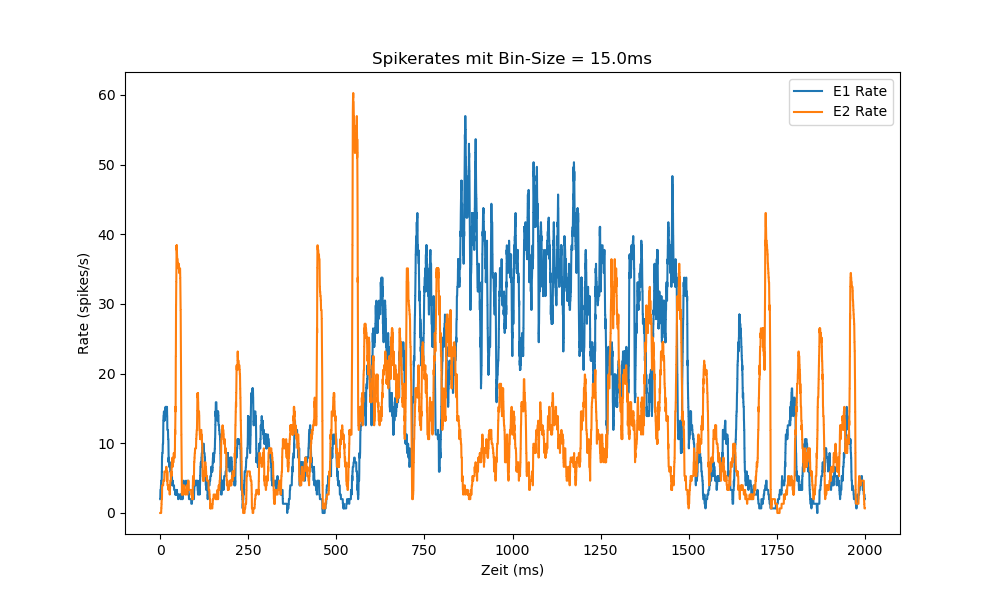 Spikerates mit Bin-Size = 15.0ms
E1 Rate
E2 Rate
Rate (spikes/s)
60
50
40
30
20
10
0
0 250 500 750 1000 1250 1500 1750 2000
Zeit (ms)